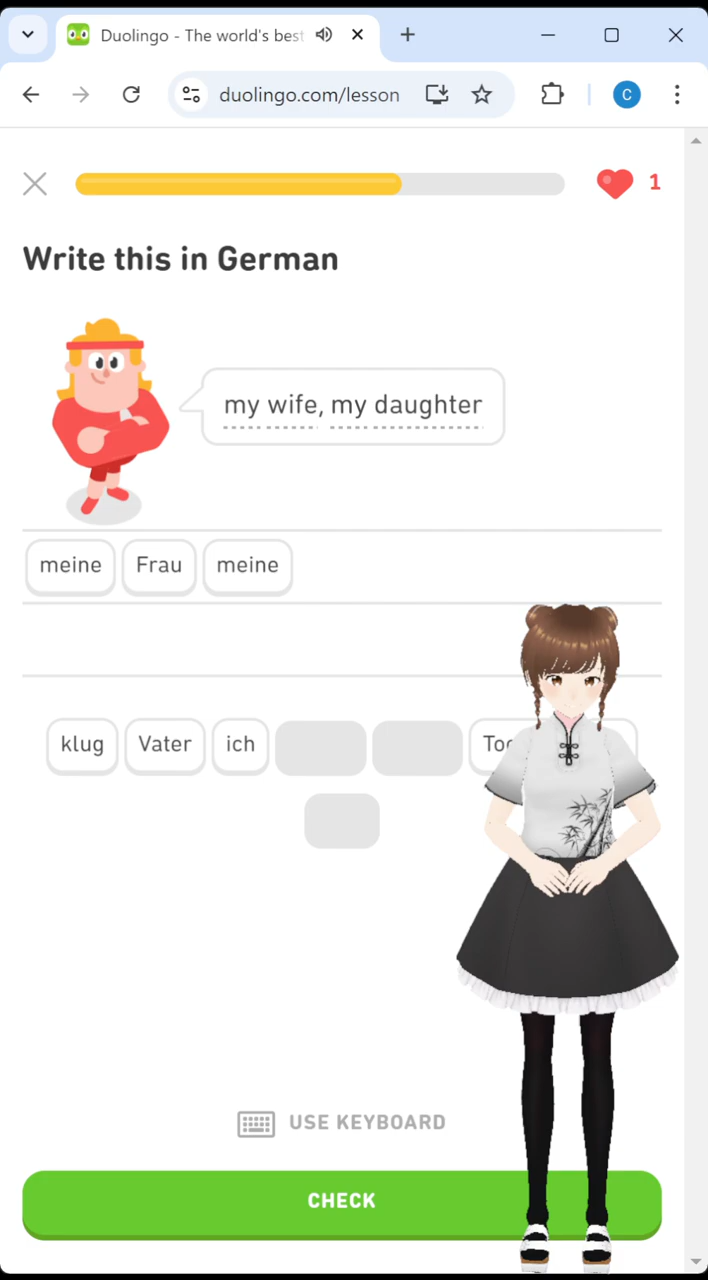 Duolingo - The world's best
duolingo.com/lesson
C
1
Write this in German
my wife, my daughter
meine Frau meine
klug Vater ich
USE KEYBOARD
CHECK